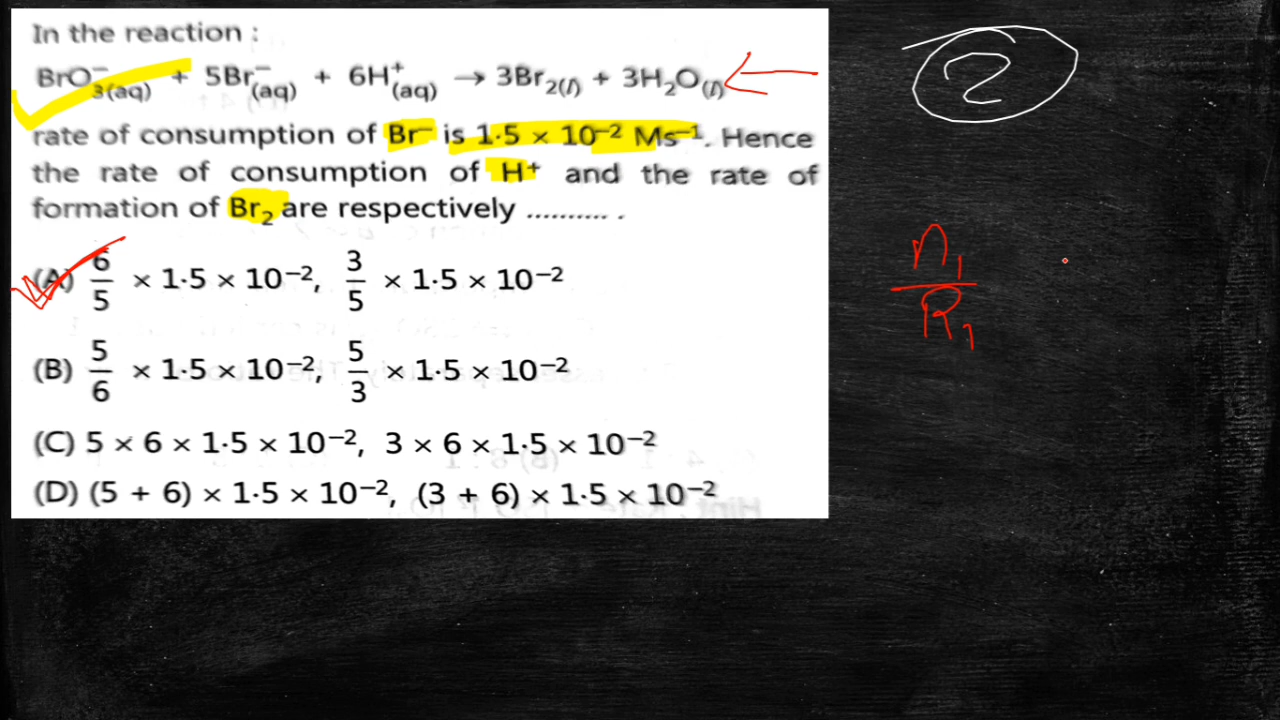 In the reaction :
BrO₃⁻(aq) + 5Br⁻(aq) + 6H⁺(aq) → 3Br₂(l) + 3H₂O(l)
rate of consumption of Br⁻ is 1·5 × 10⁻² Ms⁻¹. Hence
the rate of consumption of H⁺ and the rate of
formation of Br₂ are respectively .......... .
(A) 6/5 × 1·5 × 10⁻², 3/5 × 1·5 × 10⁻²
(B) 5/6 × 1·5 × 10⁻², 5/3 × 1·5 × 10⁻²
(C) 5 × 6 × 1·5 × 10⁻², 3 × 6 × 1·5 × 10⁻²
(D) (5 + 6) × 1·5 × 10⁻², (3 + 6) × 1·5 × 10⁻²
2
n₁/R₁